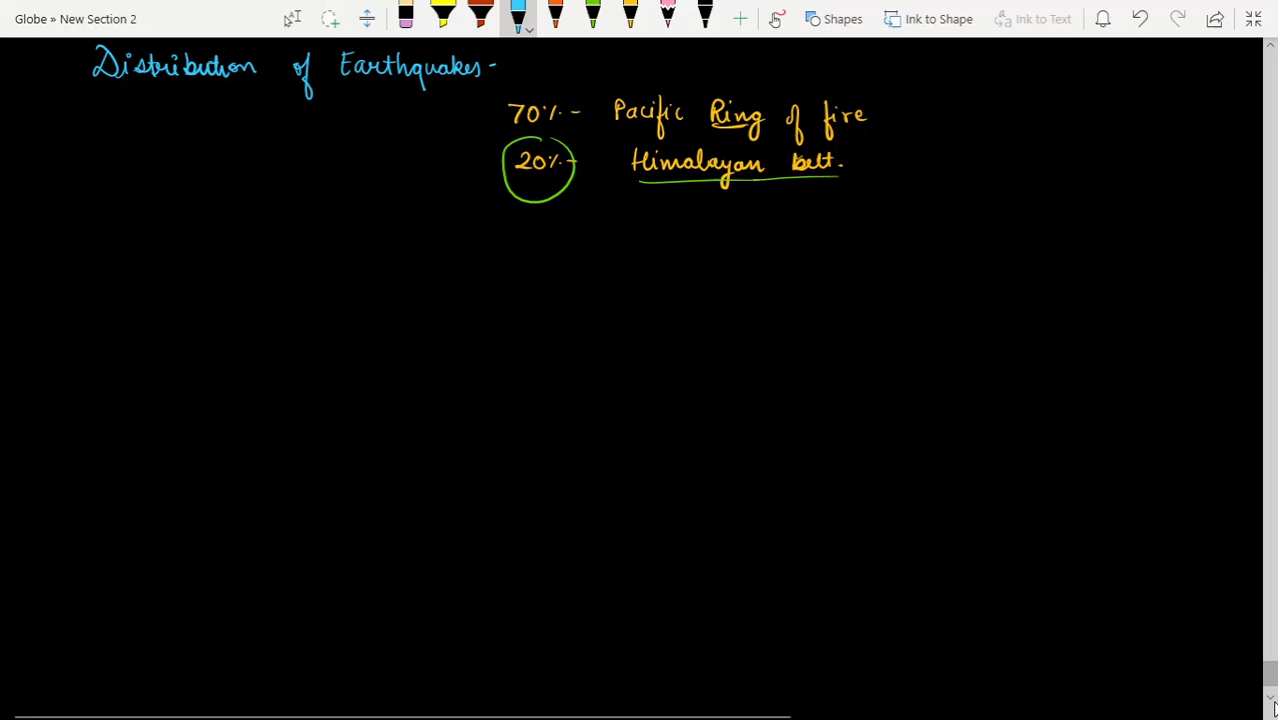 Globe » New Section 2
Shapes
Ink to Shape
Ink to Text
Distribution of Earthquakes-
70%- Pacific Ring of fire
20%- Himalayan belt.